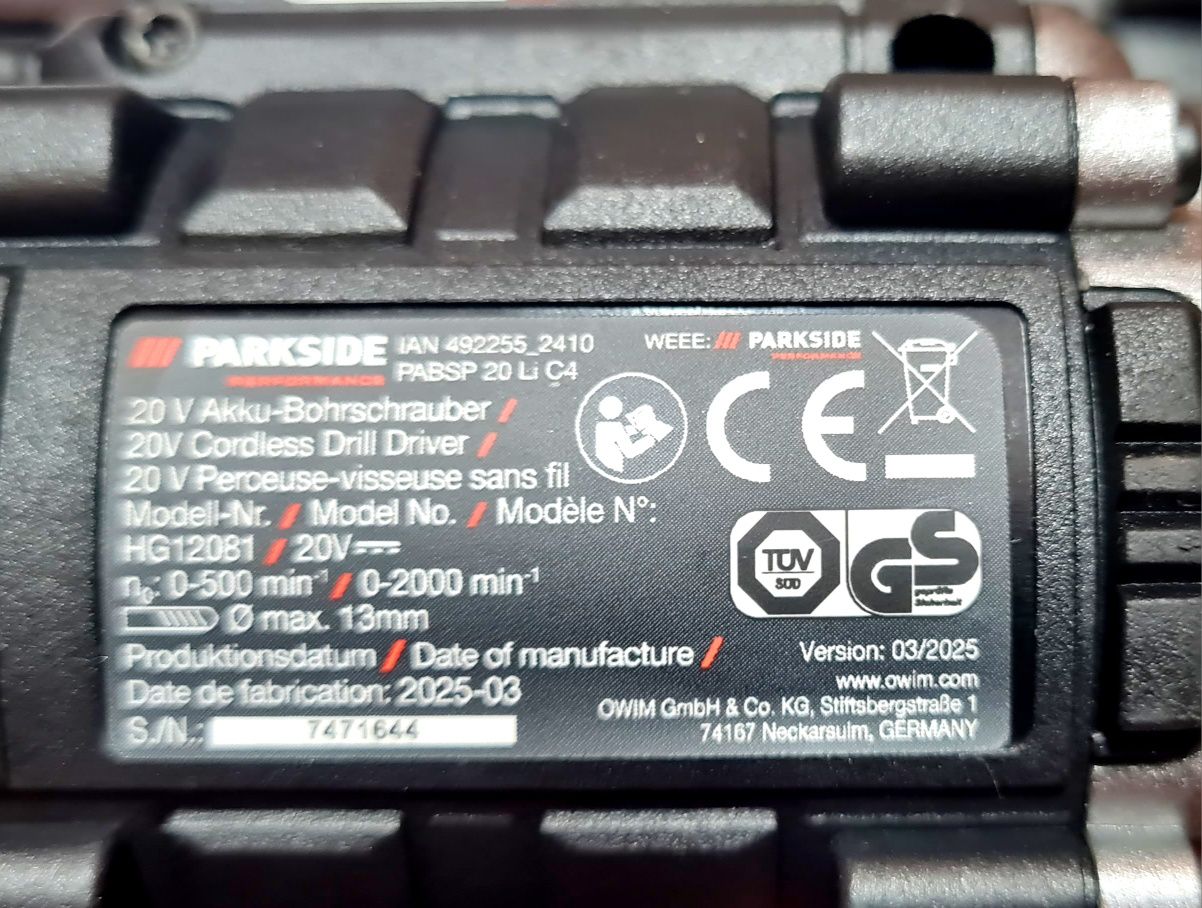 PARKSIDE
PERFORMANCE
IAN 492255_2410
PABSP 20 Li C4
20 V Akku-Bohrschrauber /
20V Cordless Drill Driver /
20 V Perceuse-visseuse sans fil
Modell-Nr. / Model No. / Modèle N°:
HG12081 / 20V
n₀: 0-500 min⁻¹ / 0-2000 min⁻¹
Ø max. 13mm
Produktionsdatum / Date of manufacture /
Date de fabrication: 2025-03
S./N.: 7471644
WEEE: PARKSIDE
PERFORMANCE
CE
TÜV
SÜD
GS
geprüfte
Sicherheit
Version: 03/2025
www.owim.com
OWIM GmbH & Co. KG, Stiftsbergstraße 1
74167 Neckarsulm, GERMANY